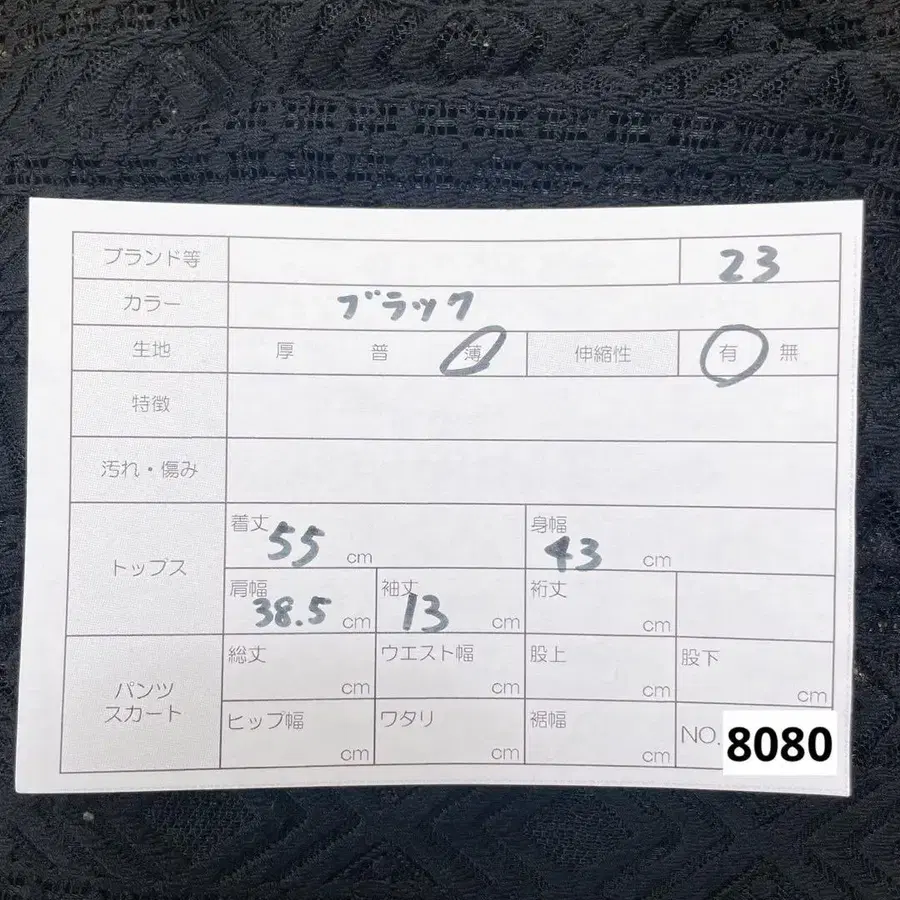 ブランド等 23
カラー ブラック
生地 厚 普 薄 伸縮性 有 無
特徴
汚れ・傷み
トップス 着丈 55 cm 身幅 43 cm
肩幅 38.5 cm 袖丈 13 cm 裄丈 cm
パンツ スカート 総丈 cm ウエスト幅 cm 股上 cm 股下 cm
ヒップ幅 cm ワタリ cm 裾幅 cm NO. 8080